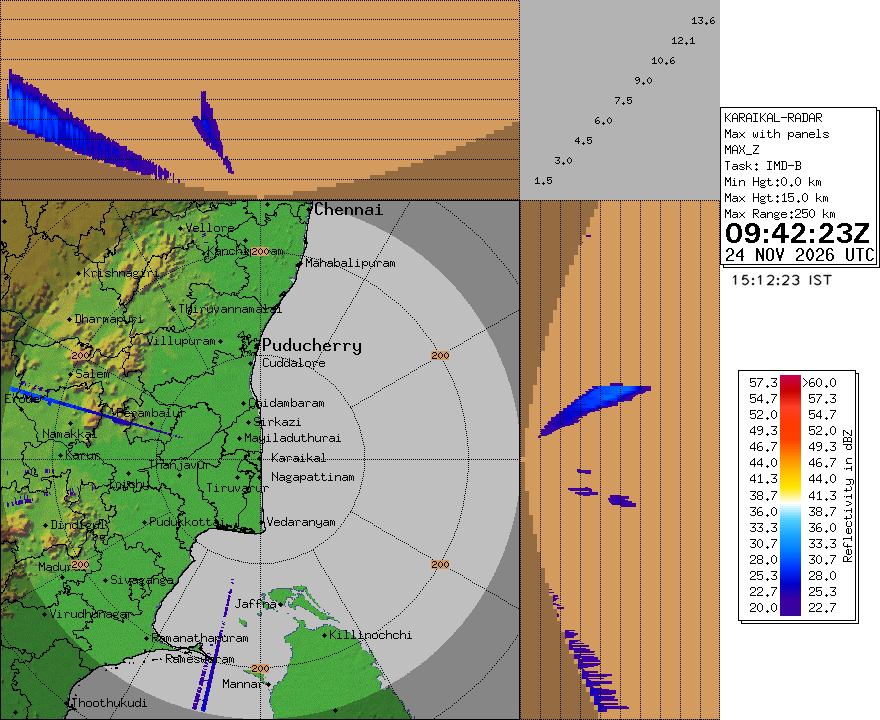 13.6
12.1
10.6
9.0
7.5
6.0
4.5
3.0
1.5
KARAIKAL-RADAR
Max with panels
MAX_Z
Task: IMD-B
Min Hgt:0.0 km
Max Hgt:15.0 km
Max Range:250 km
09:42:23Z
24 NOV 2026 UTC
15:12:23 IST
Chennai
Vellore
200
Mahabalipuram
Krishnagiri
Thiruvannamalai
Dharmapuri
Villupuram
Puducherry
200
200
Cuddalore
Salem
Erode
Chidambaram
Perambalur
Sirkazi
Namakkal
Mayiladuthurai
Karur
Karaikal
Thanjavur
Nagapattinam
Tiruvarur
Dindigul
Pudukkottai
Vedaranyam
200
200
Sivaganga
Jaffna
Virudhunagar
Ramanathapuram
Killinochchi
Rameswaram
200
Mannar
Thoothukudi
57.3 >60.0
54.7 57.3
52.0 54.7
49.3 52.0
46.7 49.3
44.0 46.7
41.3 44.0
38.7 41.3
36.0 38.7
33.3 36.0
30.7 33.3
28.0 30.7
25.3 28.0
22.7 25.3
20.0 22.7
Reflectivity in dBZ